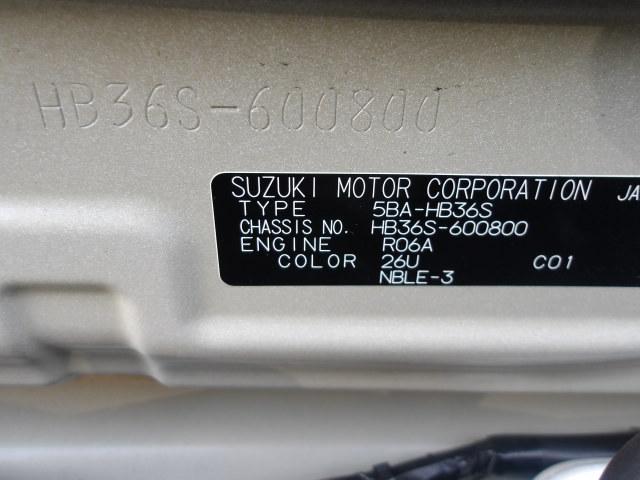 HB36S-600800
SUZUKI MOTOR CORPORATION JA
TYPE 5BA-HB36S
CHASSIS NO. HB36S-600800
ENGINE R06A
COLOR 26U C01
NBLE-3